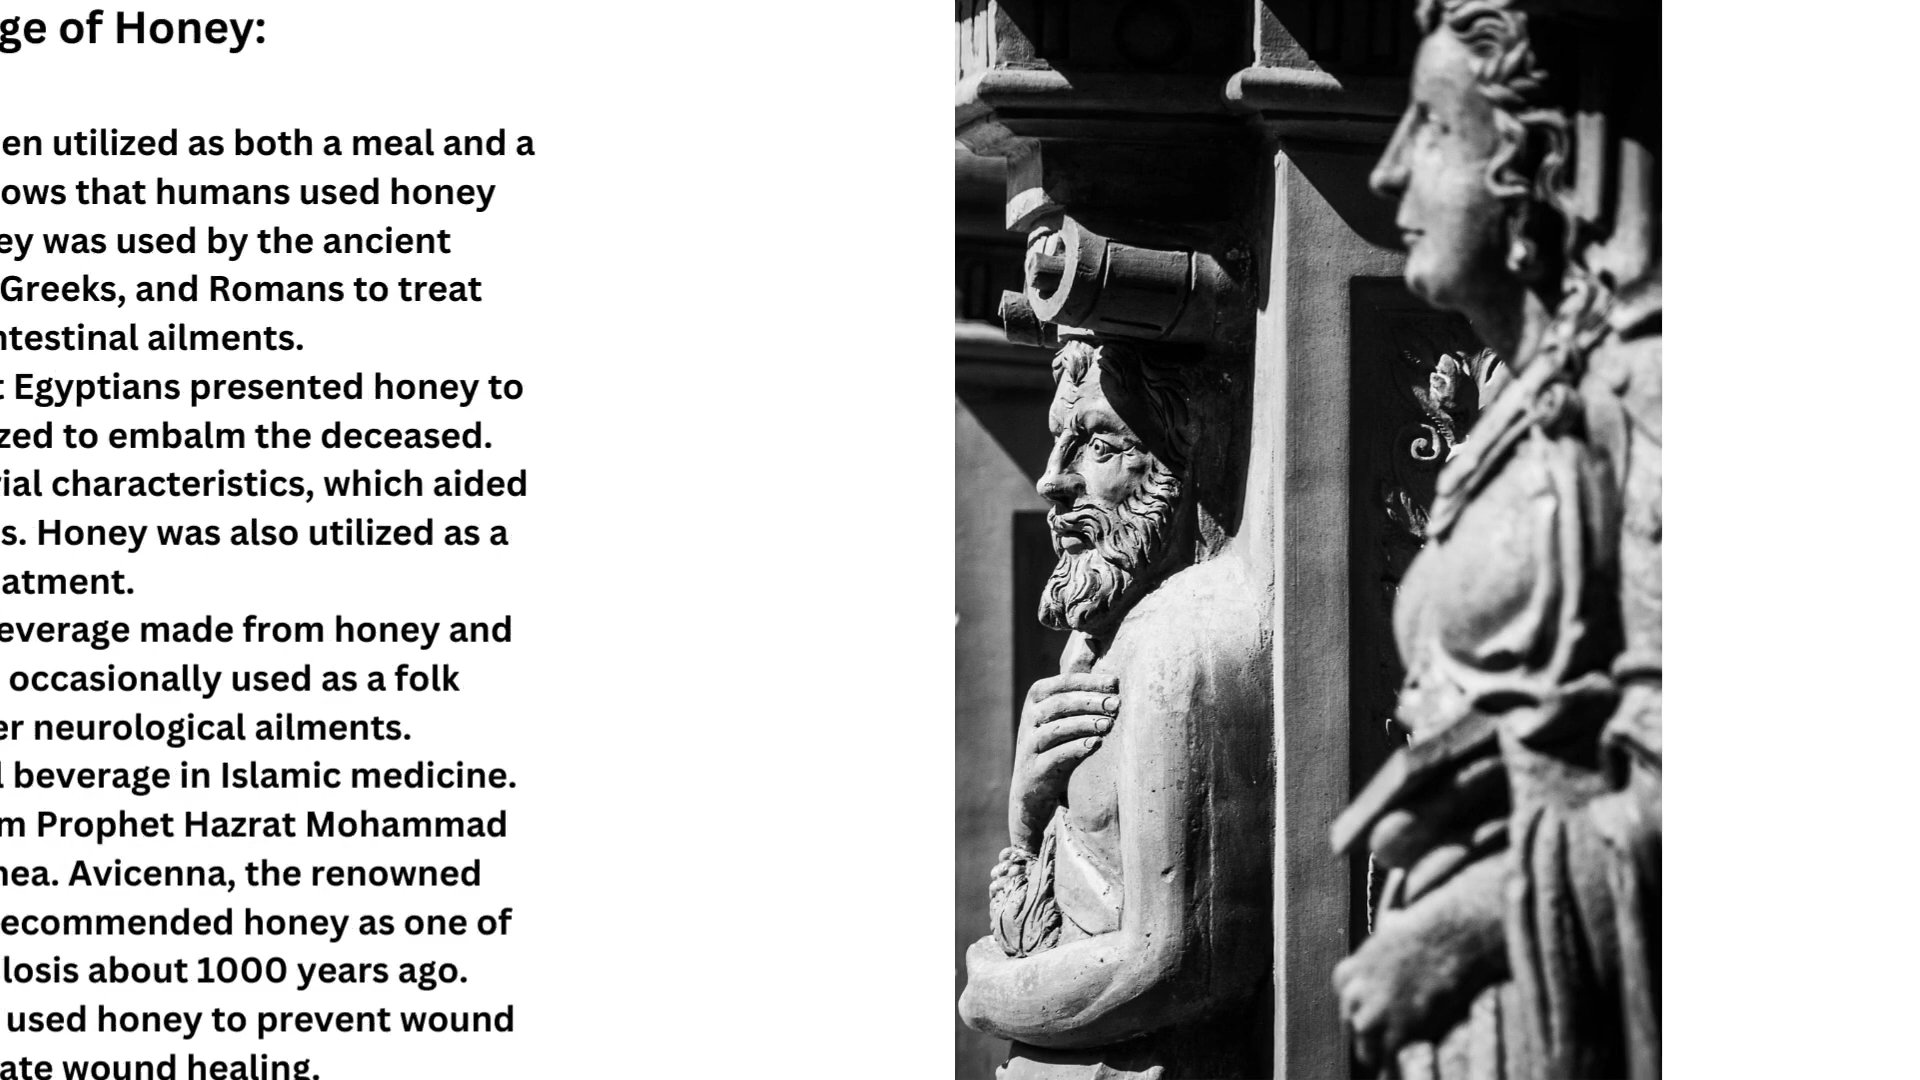 ge of Honey:
en utilized as both a meal and a
ows that humans used honey
ey was used by the ancient
Greeks, and Romans to treat
ntestinal ailments.
t Egyptians presented honey to
zed to embalm the deceased.
rial characteristics, which aided
s. Honey was also utilized as a
atment.
everage made from honey and
occasionally used as a folk
er neurological ailments.
l beverage in Islamic medicine.
m Prophet Hazrat Mohammad
hea. Avicenna, the renowned
ecommended honey as one of
losis about 1000 years ago.
used honey to prevent wound
ate wound healing.